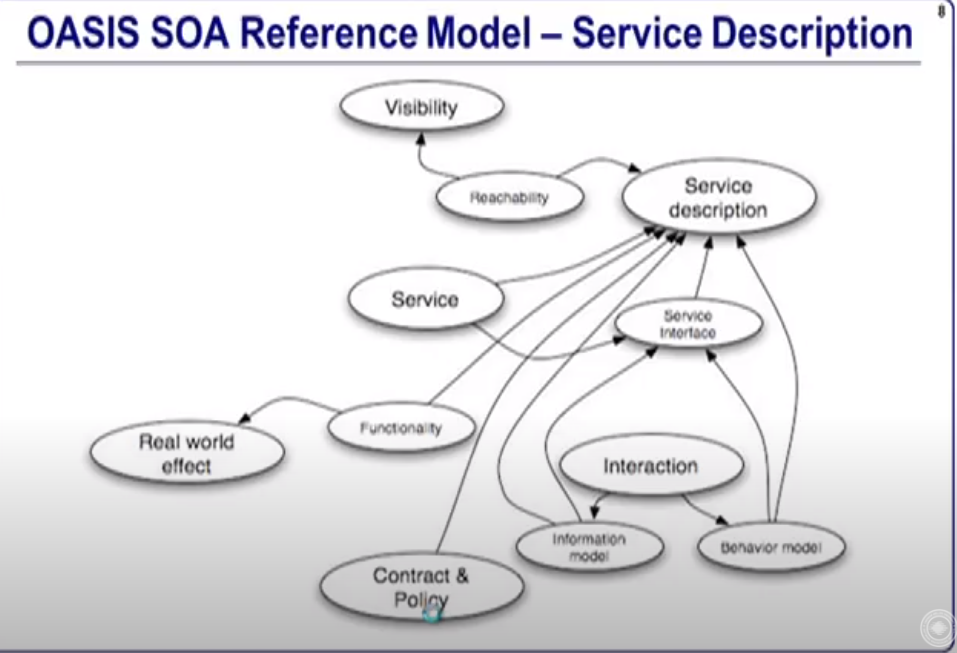 8
OASIS SOA Reference Model – Service Description
Visibility
Reachability
Service
description
Service
Service
Interface
Functionality
Real world
effect
Interaction
Information
model
Behavior model
Contract &
Policy